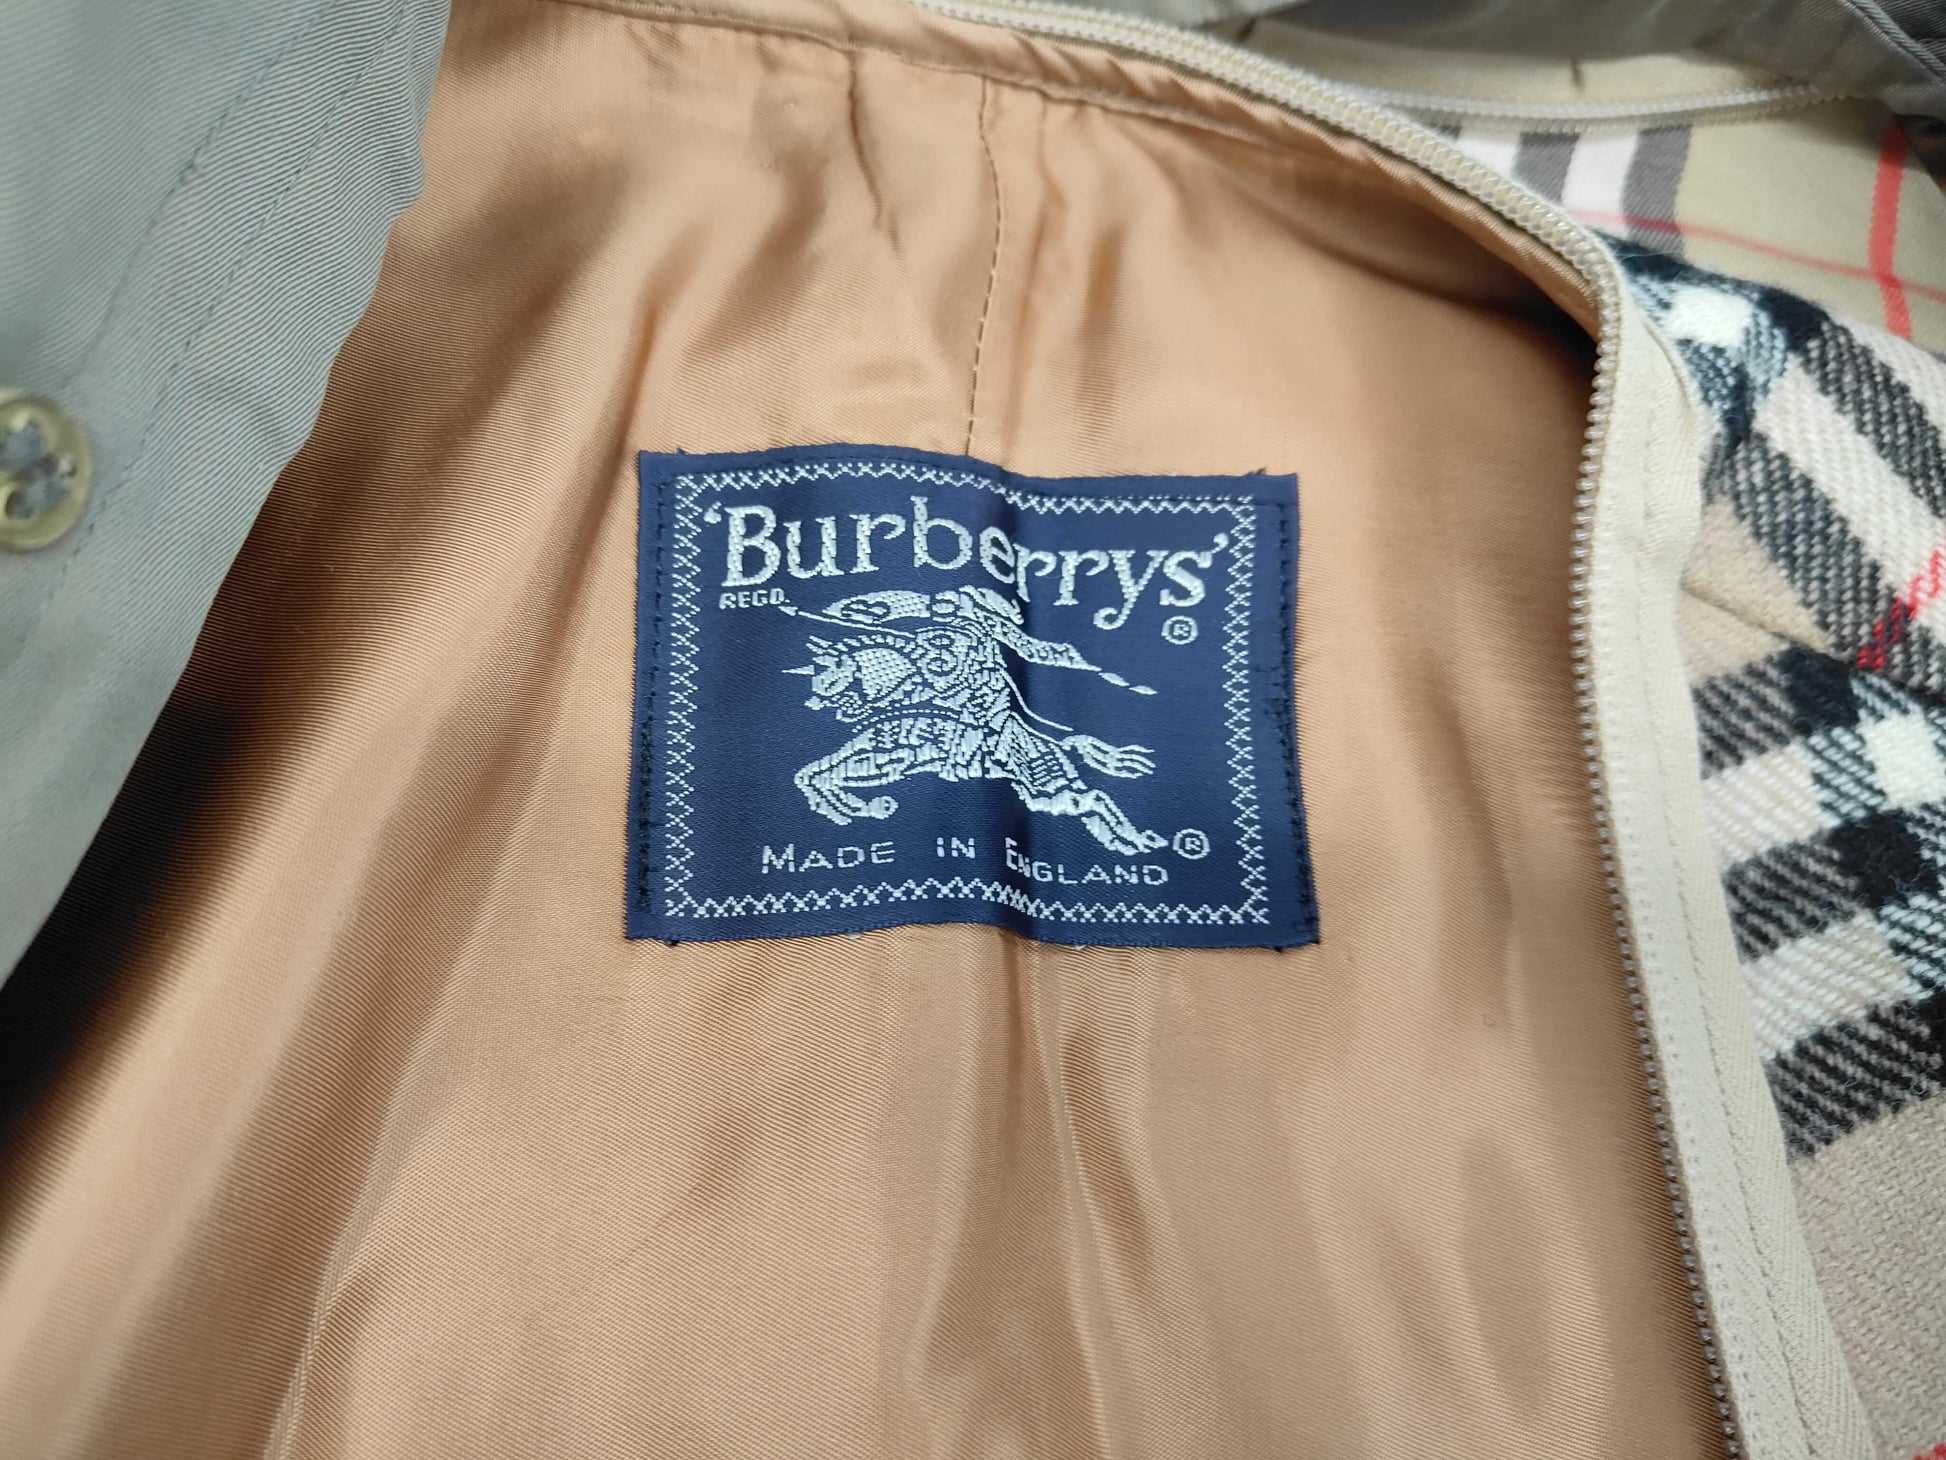 'Burberrys'
REGD. ®
®
MADE IN ENGLAND